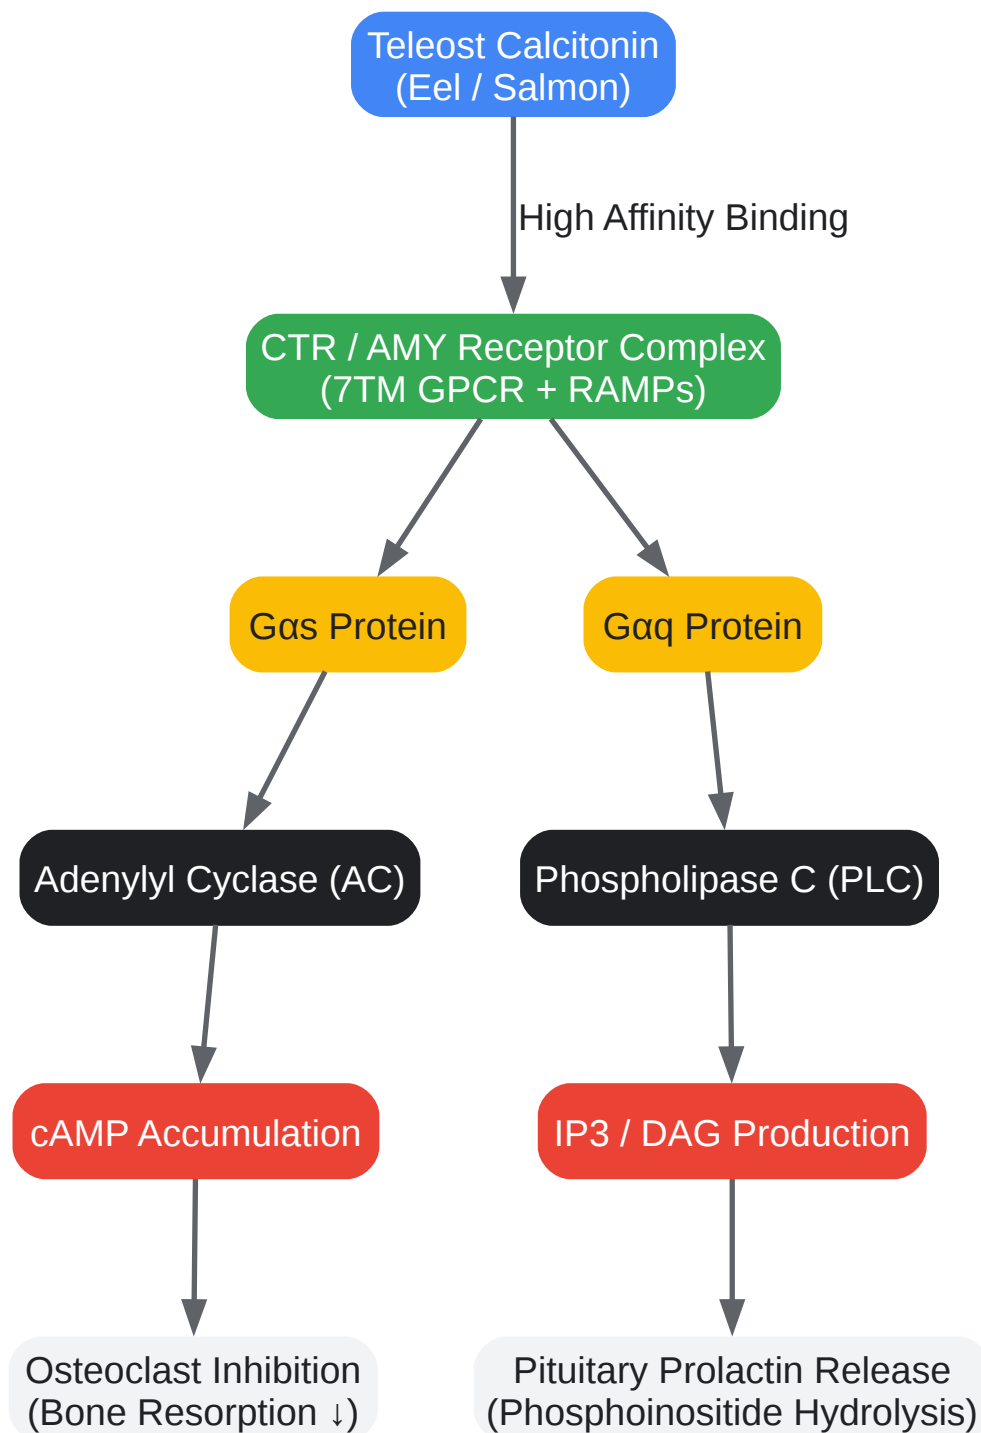 Teleost Calcitonin
(Eel / Salmon)
High Affinity Binding
CTR / AMY Receptor Complex
(7TM GPCR + RAMPs)
Gαs Protein
Gαq Protein
Adenylyl Cyclase (AC)
Phospholipase C (PLC)
cAMP Accumulation
IP3 / DAG Production
Osteoclast Inhibition
(Bone Resorption ↓)
Pituitary Prolactin Release
(Phosphoinositide Hydrolysis)